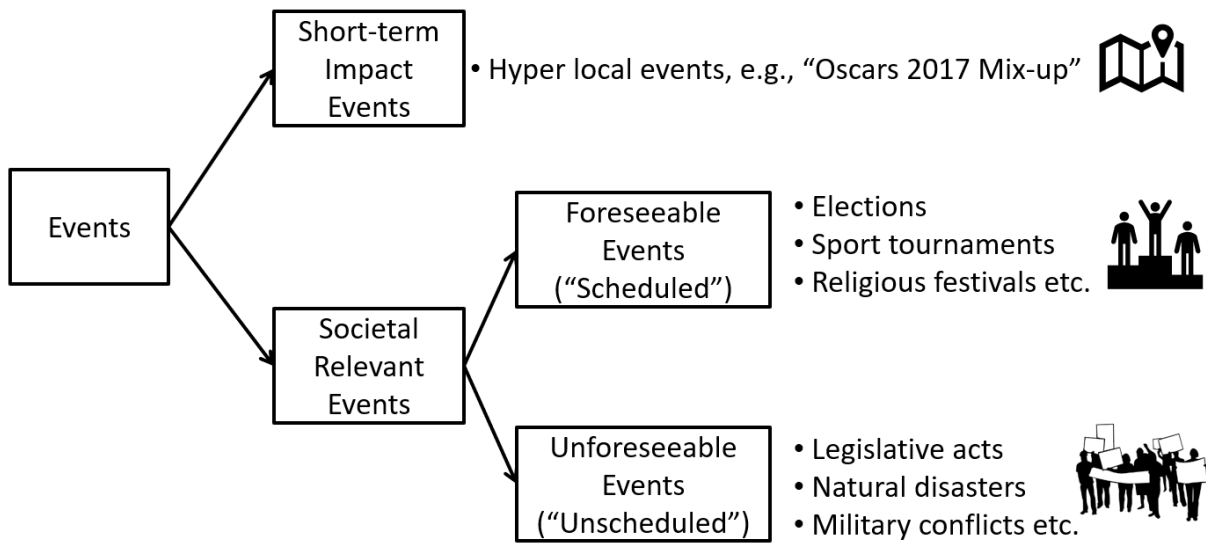 Short-term
Impact
Events
• Hyper local events, e.g., “Oscars 2017 Mix-up”
Events
Foreseeable
Events
(“Scheduled”)
• Elections
• Sport tournaments
• Religious festivals etc.
Societal
Relevant
Events
Unforeseeable
Events
(“Unscheduled”)
• Legislative acts
• Natural disasters
• Military conflicts etc.